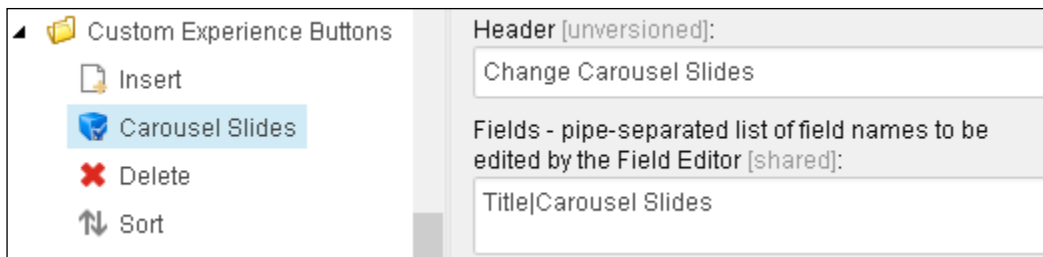 Custom Experience Buttons
Insert
Carousel Slides
Delete
Sort
Header [unversioned]:
Change Carousel Slides
Fields - pipe-separated list of field names to be
edited by the Field Editor [shared]:
Title|Carousel Slides